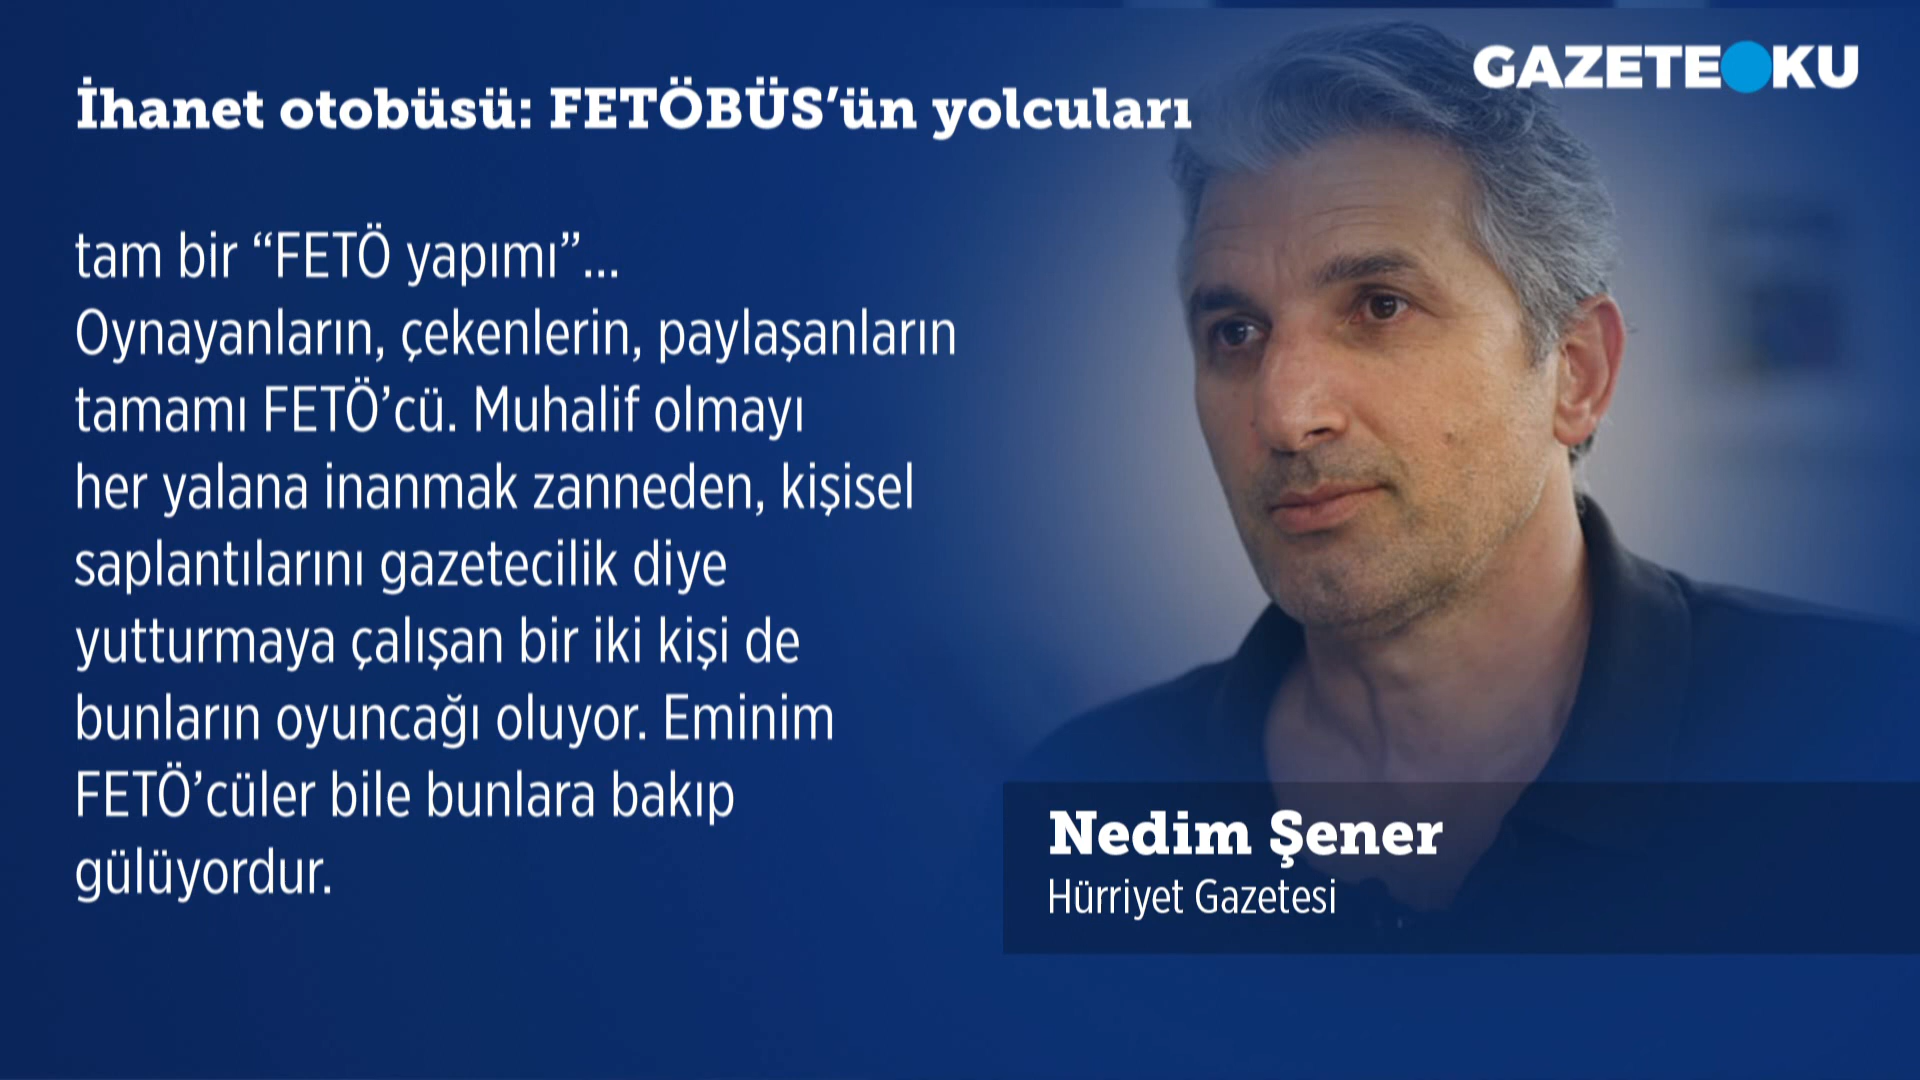 GAZETE OKU
İhanet otobüsü: FETÖBÜS’ün yolcuları
tam bir “FETÖ yapımı”...
Oynayanların, çekenlerin, paylaşanların
tamamı FETÖ’cü. Muhalif olmayı
her yalana inanmak zanneden, kişisel
saplantılarını gazetecilik diye
yutturmaya çalışan bir iki kişi de
bunların oyuncağı oluyor. Eminim
FETÖ’cüler bile bunlara bakıp
gülüyordur.
Nedim Şener
Hürriyet Gazetesi